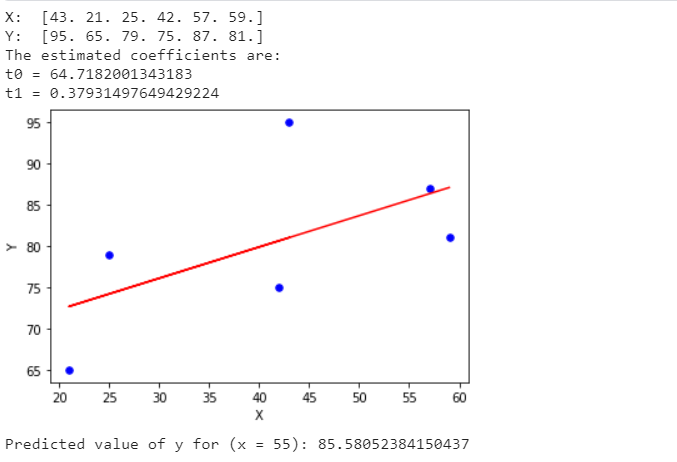 X:  [43. 21. 25. 42. 57. 59.]
Y:  [95. 65. 79. 75. 87. 81.]
The estimated coefficients are:
t0 = 64.7182001343183
t1 = 0.37931497649429224
95
90
85
80
75
70
65
Y
20 25 30 35 40 45 50 55 60
X
Predicted value of y for (x = 55): 85.58052384150437